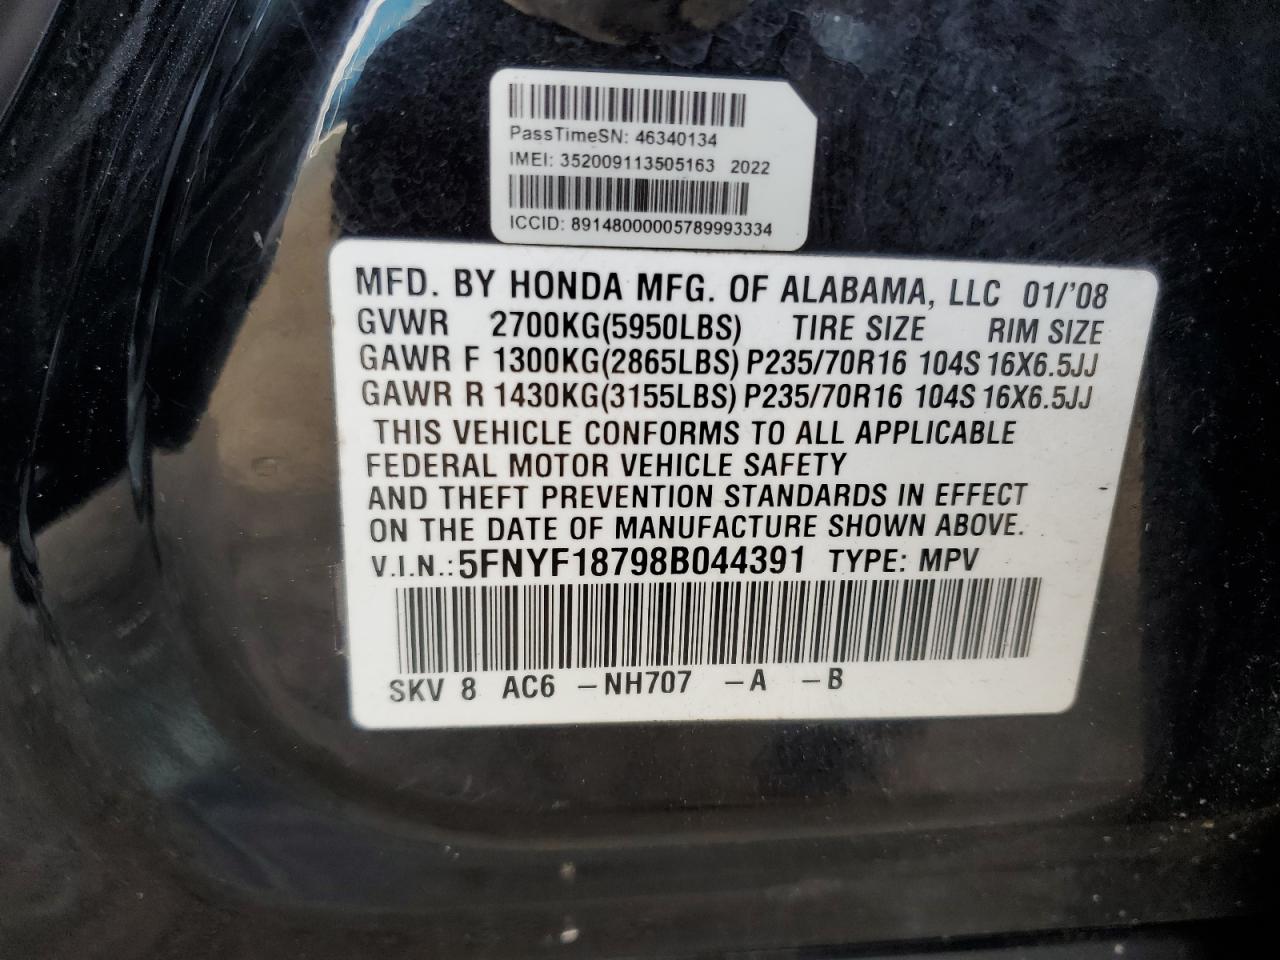 PassTimeSN: 46340134
IMEI: 352009113505163 2022
ICCID: 89148000005789993334
MFD. BY HONDA MFG. OF ALABAMA, LLC 01/'08
GVWR 2700KG(5950LBS) TIRE SIZE RIM SIZE
GAWR F 1300KG(2865LBS) P235/70R16 104S 16X6.5JJ
GAWR R 1430KG(3155LBS) P235/70R16 104S 16X6.5JJ
THIS VEHICLE CONFORMS TO ALL APPLICABLE
FEDERAL MOTOR VEHICLE SAFETY
AND THEFT PREVENTION STANDARDS IN EFFECT
ON THE DATE OF MANUFACTURE SHOWN ABOVE.
V.I.N.: 5FNYF18798B044391 TYPE: MPV
SKV 8 AC6 -NH707 -A -B